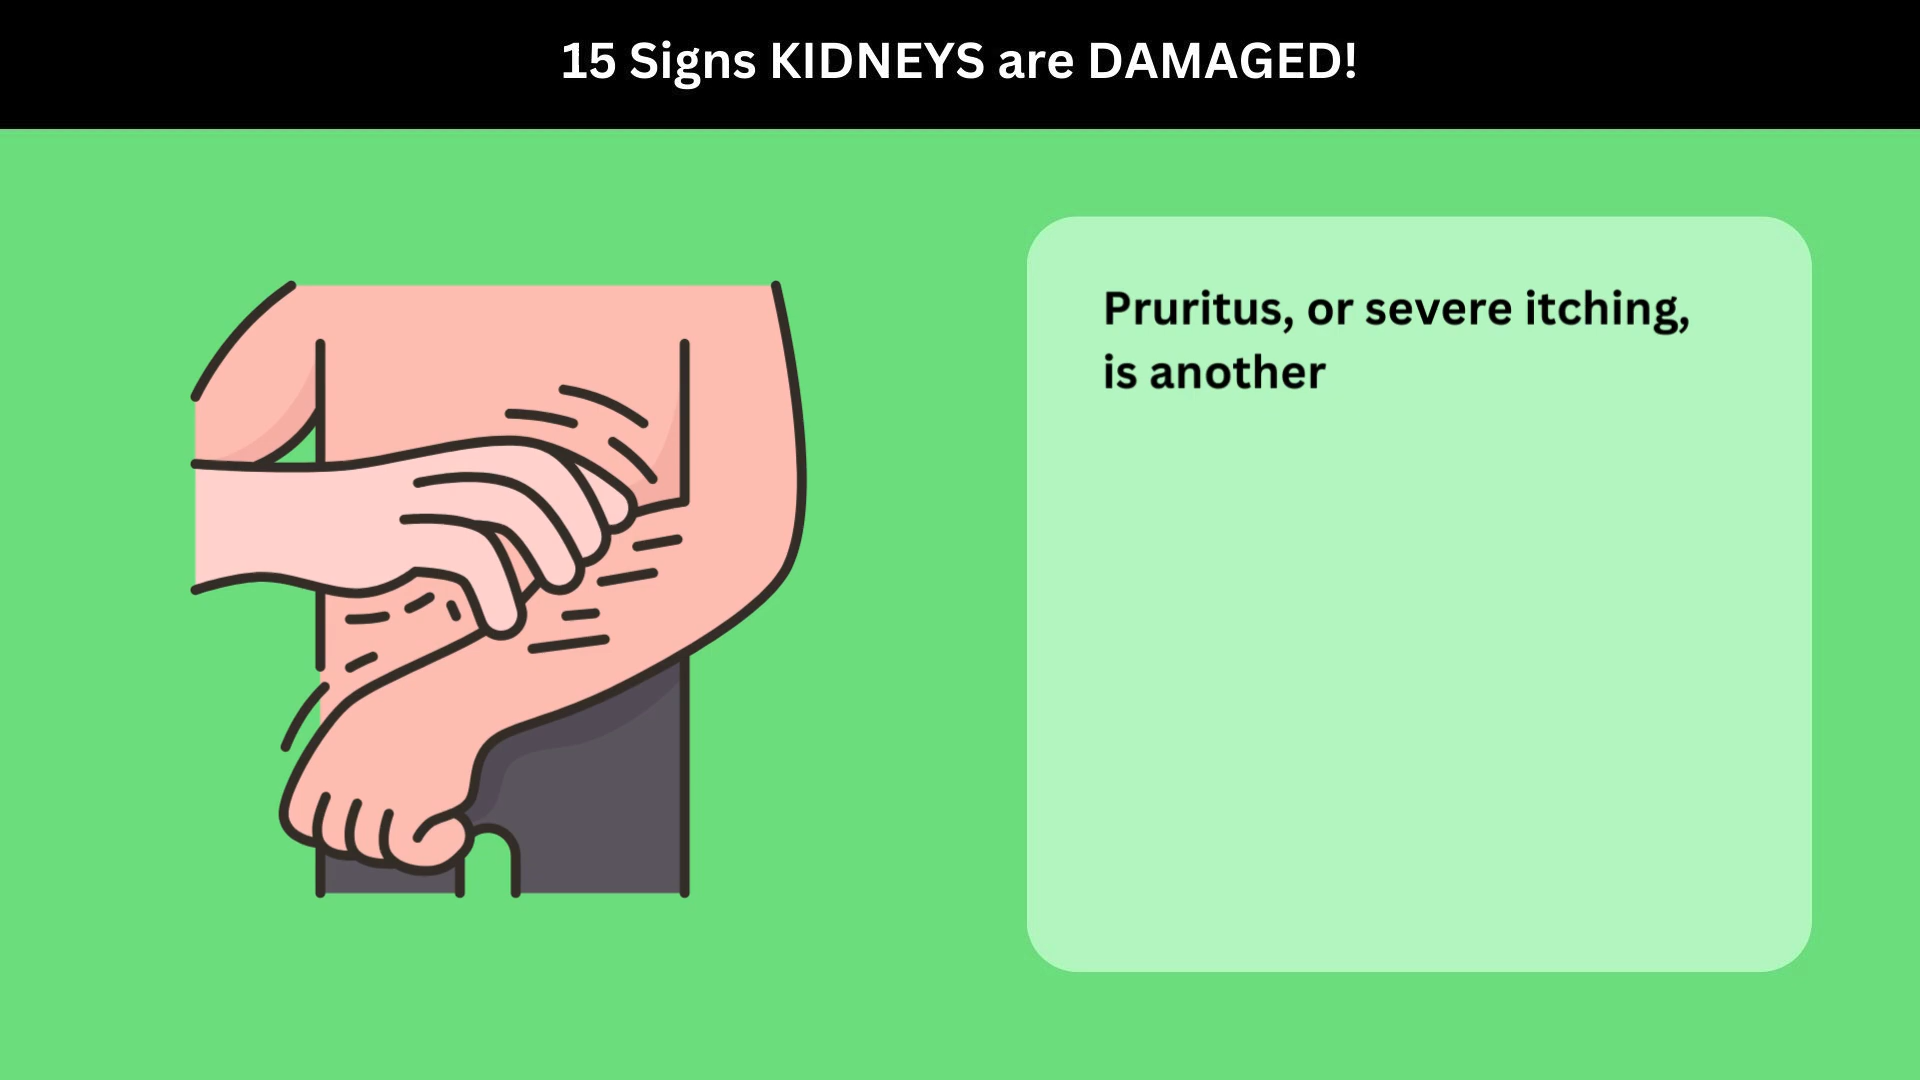 15 Signs KIDNEYS are DAMAGED!
Pruritus, or severe itching,
is another